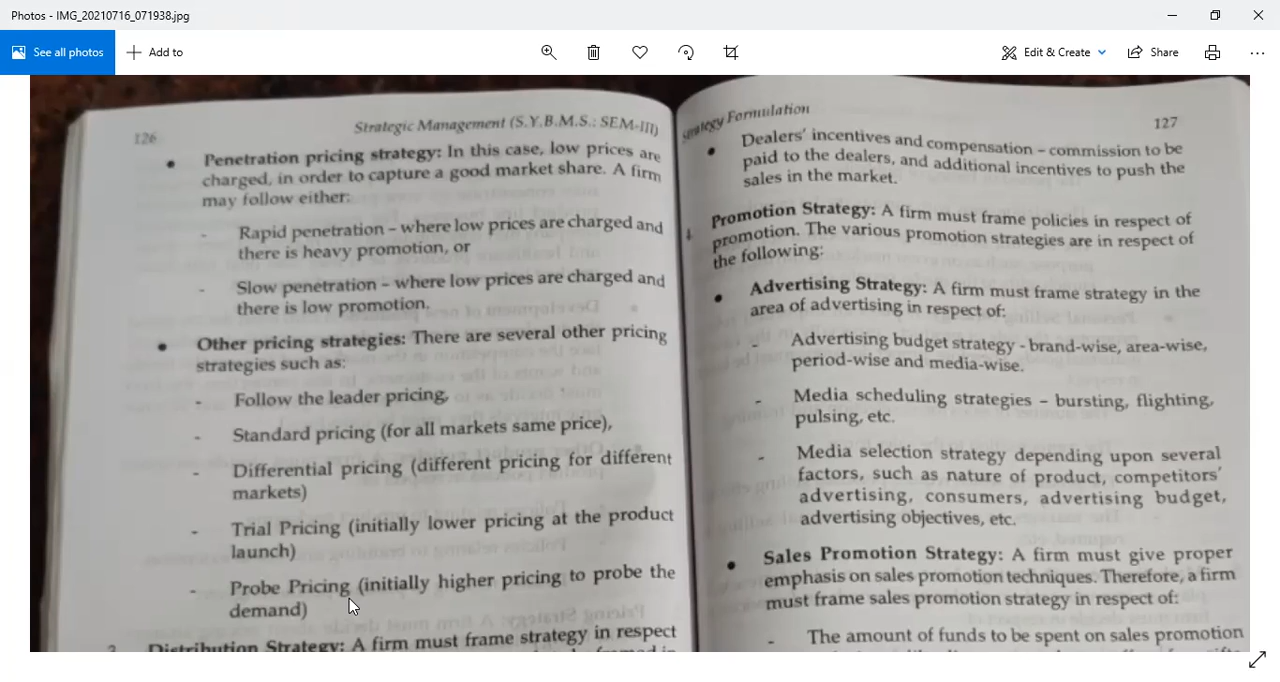 Photos - IMG_20210716_071938.jpg
See all photos
Add to
Edit & Create
Share
126
Strategic Management (S.Y.B.M.S.: SEM-III)
• Penetration pricing strategy: In this case, low prices are
charged, in order to capture a good market share. A firm
may follow either:
- Rapid penetration – where low prices are charged and
there is heavy promotion, or
- Slow penetration – where low prices are charged and
there is low promotion.
• Other pricing strategies: There are several other pricing
strategies such as:
- Follow the leader pricing,
- Standard pricing (for all markets same price),
- Differential pricing (different pricing for different
markets)
- Trial Pricing (initially lower pricing at the product
launch)
- Probe Pricing (initially higher pricing to probe the
demand)
Distribution Strategy: A firm must frame strategy in respect
Strategy Formulation
127
• Dealers' incentives and compensation – commission to be
paid to the dealers, and additional incentives to push the
sales in the market.
Promotion Strategy: A firm must frame policies in respect of
promotion. The various promotion strategies are in respect of
the following:
• Advertising Strategy: A firm must frame strategy in the
area of advertising in respect of:
- Advertising budget strategy - brand-wise, area-wise,
period-wise and media-wise.
- Media scheduling strategies – bursting, flighting,
pulsing, etc.
- Media selection strategy depending upon several
factors, such as nature of product, competitors'
advertising, consumers, advertising budget,
advertising objectives, etc.
• Sales Promotion Strategy: A firm must give proper
emphasis on sales promotion techniques. Therefore, a firm
must frame sales promotion strategy in respect of:
- The amount of funds to be spent on sales promotion